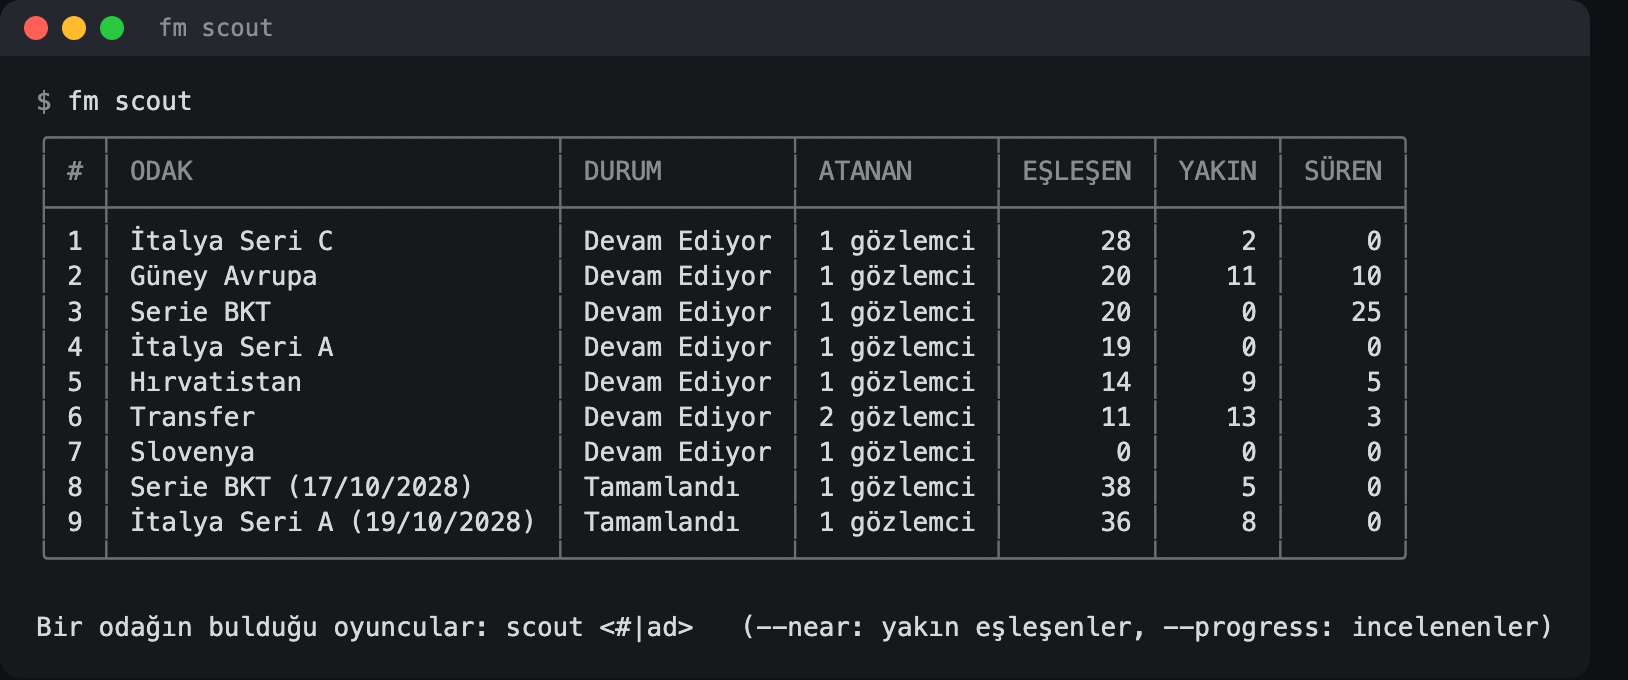 fm scout
$ fm scout
# ODAK DURUM ATANAN EŞLEŞEN YAKIN SÜREN
1 İtalya Seri C Devam Ediyor 1 gözlemci 28 2 0
2 Güney Avrupa Devam Ediyor 1 gözlemci 20 11 10
3 Serie BKT Devam Ediyor 1 gözlemci 20 0 25
4 İtalya Seri A Devam Ediyor 1 gözlemci 19 0 0
5 Hırvatistan Devam Ediyor 1 gözlemci 14 9 5
6 Transfer Devam Ediyor 2 gözlemci 11 13 3
7 Slovenya Devam Ediyor 1 gözlemci 0 0 0
8 Serie BKT (17/10/2028) Tamamlandı 1 gözlemci 38 5 0
9 İtalya Seri A (19/10/2028) Tamamlandı 1 gözlemci 36 8 0
Bir odağın bulduğu oyuncular: scout <#|ad> (--near: yakın eşleşenler, --progress: incelenenler)